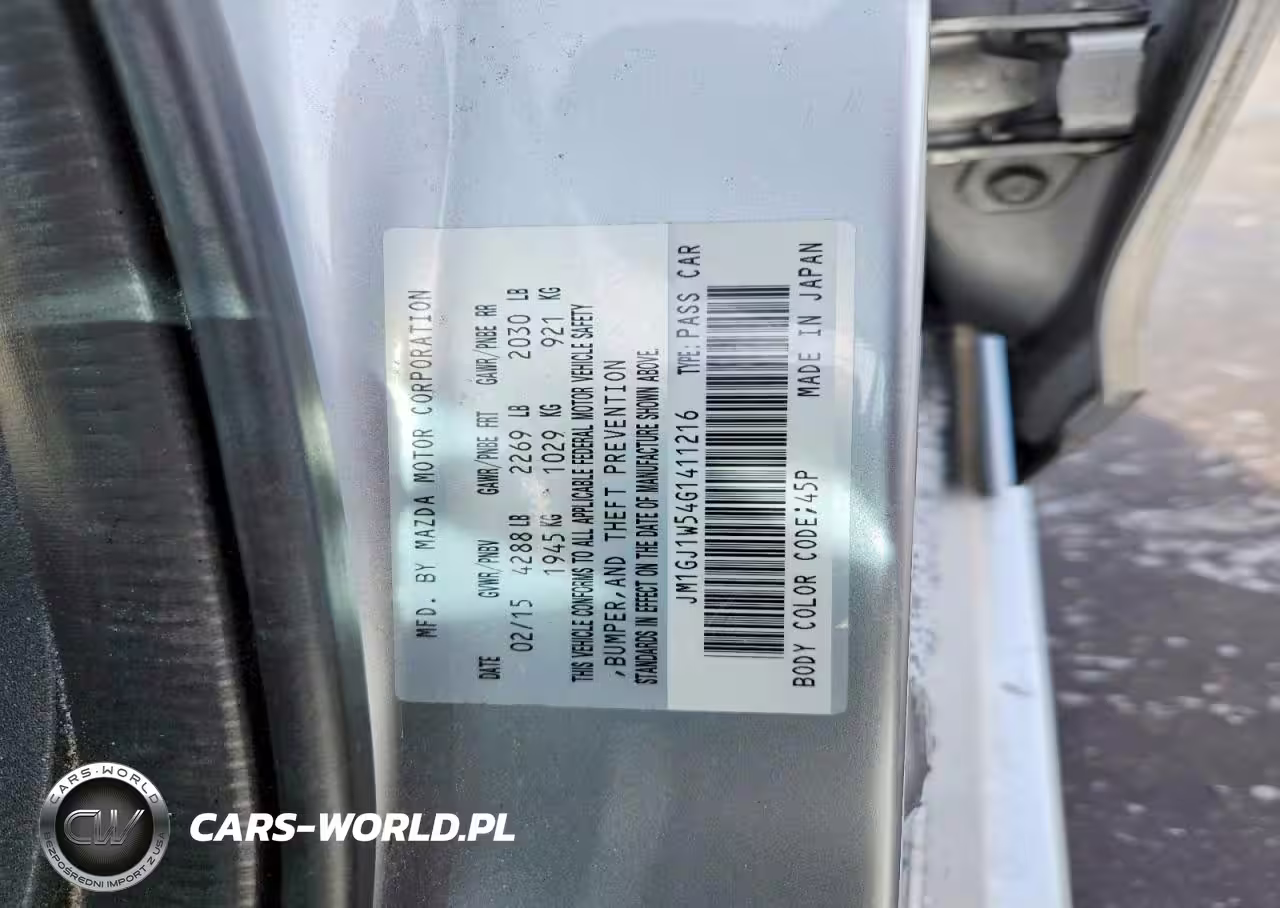 MFD. BY MAZDA MOTOR CORPORATION
DATE GVWR/PNBV GAWR/PNBE FRT GAWR/PNBE RR
02/15 4288 LB 2269 LB 2030 LB
1945 KG 1029 KG 921 KG
THIS VEHICLE CONFORMS TO ALL APPLICABLE FEDERAL MOTOR VEHICLE SAFETY
,BUMPER,AND THEFT PREVENTION
STANDARDS IN EFFECT ON THE DATE OF MANUFACTURE SHOWN ABOVE.
JM1GJ1W54G1411216 TYPE: PASS CAR
BODY COLOR CODE;45P MADE IN JAPAN
CARS-WORLD
CW
BEZPOŚREDNI IMPORT Z USA
CARS-WORLD.PL